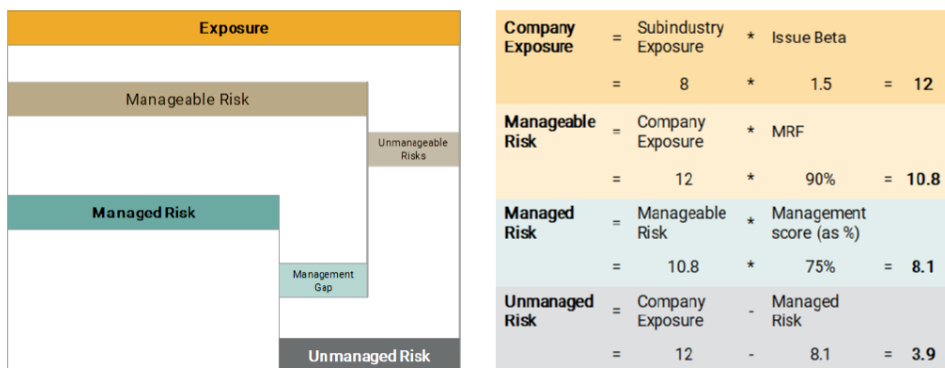 Exposure
Manageable Risk
Unmanageable
Risks
Managed Risk
Management
Gap
Unmanaged Risk
Company
Exposure = Subindustry
Exposure * Issue Beta
= 8 * 1.5 = 12
Manageable
Risk = Company
Exposure * MRF
= 12 * 90% = 10.8
Managed
Risk = Manageable
Risk * Management
score (as %)
= 10.8 * 75% = 8.1
Unmanaged
Risk = Company
Exposure - Managed
Risk
= 12 - 8.1 = 3.9